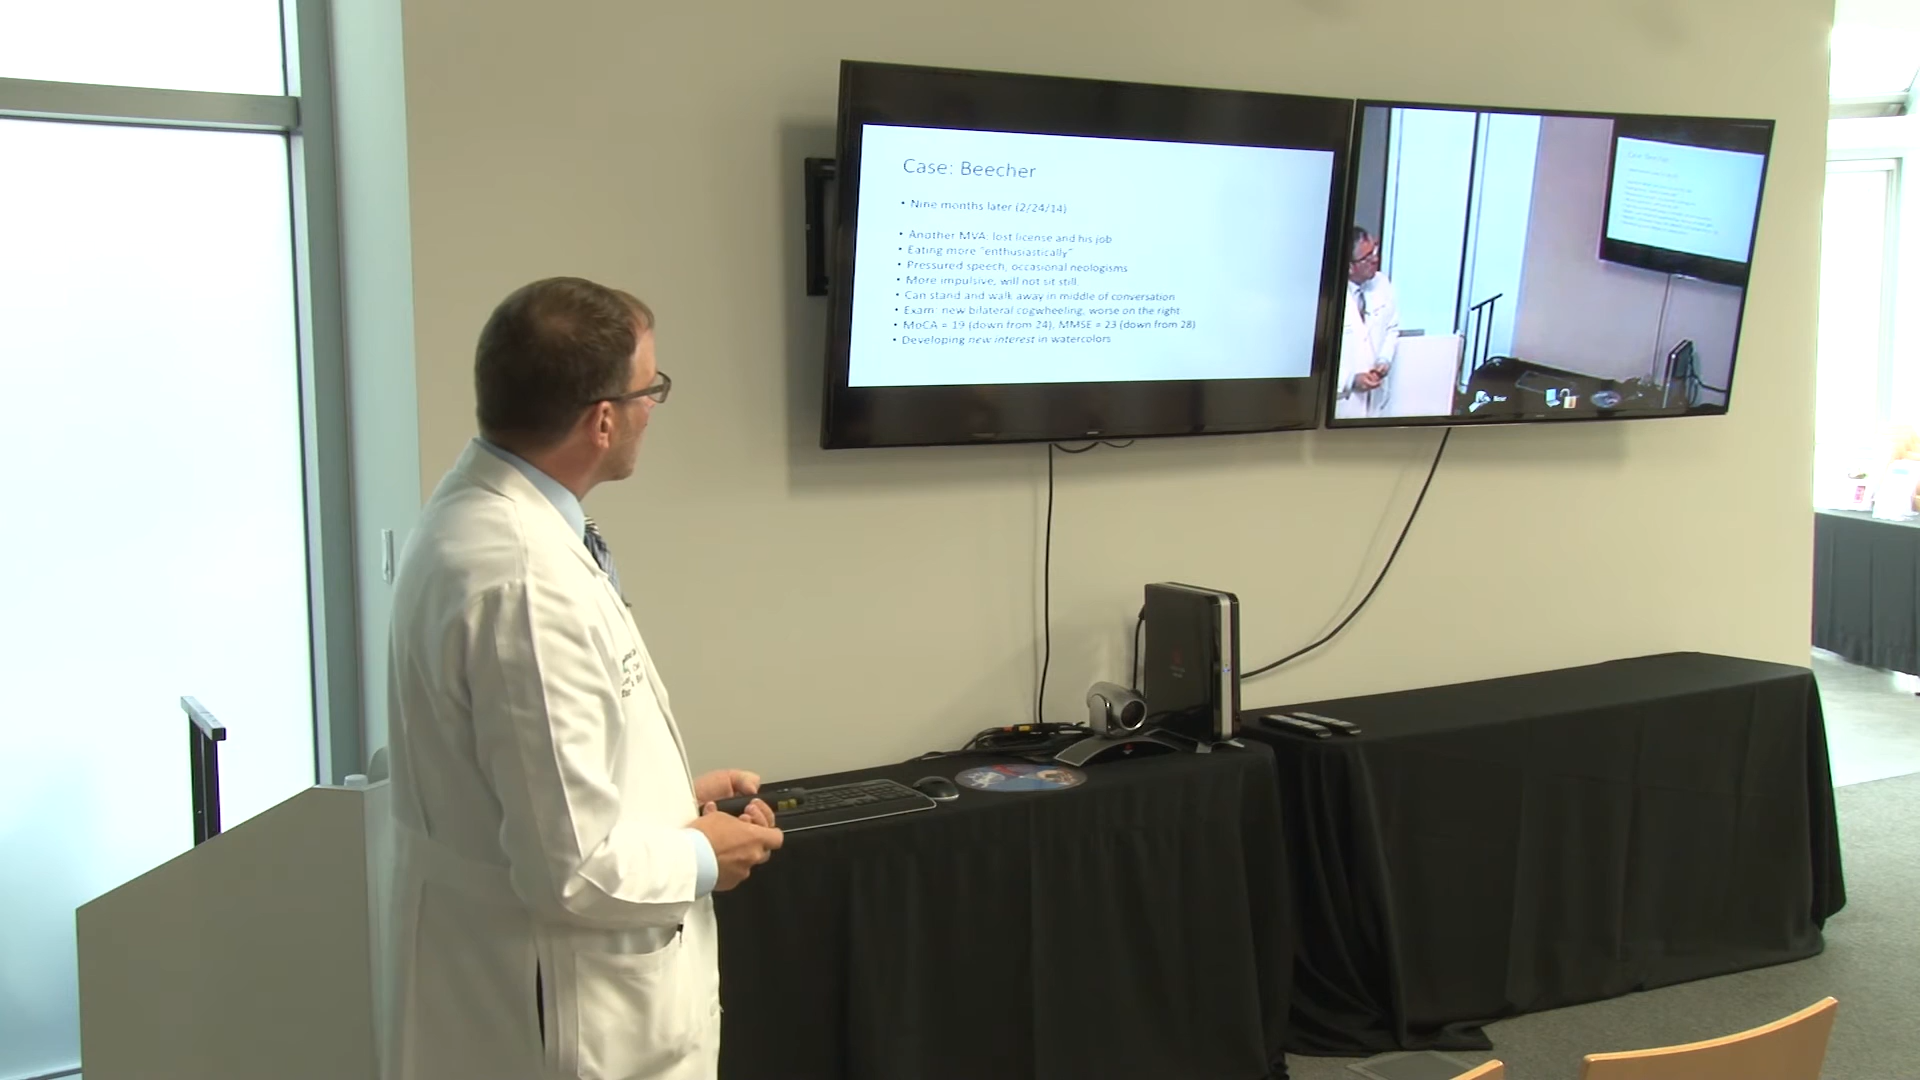 Case: Beecher
• Nine months later (2/24/14)
• Another MVA, lost license and his job
• Eating more "enthusiastically"
• Pressured speech, occasional neologisms
• More impulsive, will not sit still.
• Can stand and walk away in middle of conversation
• Exam: new bilateral cogwheeling, worse on the right
• MoCA = 19 (down from 24), MMSE = 23 (down from 28)
• Developing new interest in watercolors